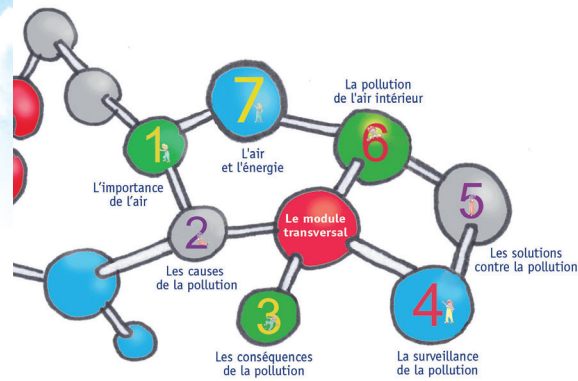 7
L'air
et l'énergie
La pollution
de l'air intérieur
6
1
L'importance
de l'air
2
Les causes
de la pollution
Le module
transversal
5
Les solutions
contre la pollution
3
Les conséquences
de la pollution
4
La surveillance
de la pollution